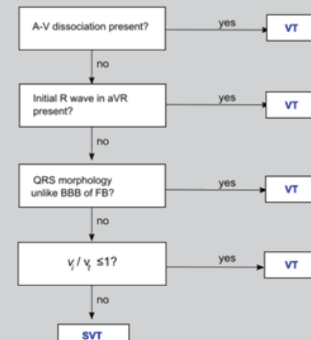 A-V dissociation present?
yes
VT
no
Initial R wave in aVR
present?
yes
VT
no
QRS morphology
unlike BBB of FB?
yes
VT
no
vᵢ / vₜ ≤1?
yes
VT
no
SVT